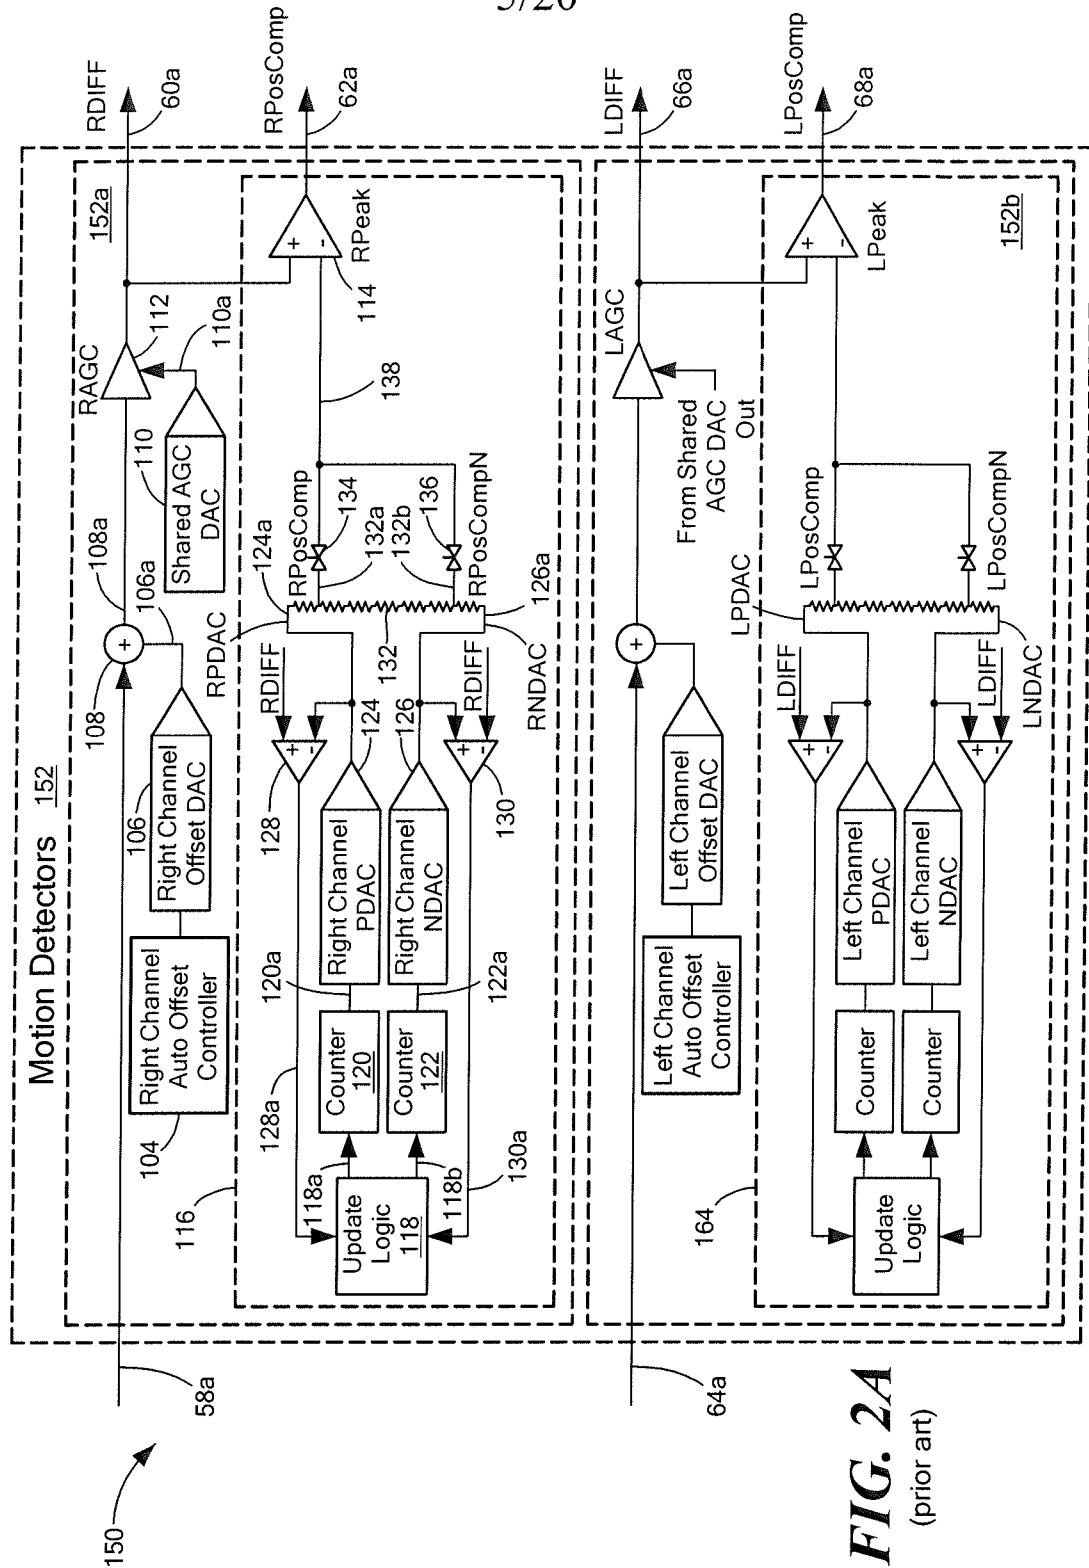 3/26
150
Motion Detectors 152
58a
104
Right Channel
Auto Offset
Controller
106
Right Channel
Offset DAC
108
106a
108a
110
Shared AGC
DAC
RAGC
112
110a
152a
RDIFF
60a
116
118a
Update
Logic
118
118b
128a
130a
Counter
120
Counter
122
120a
122a
Right Channel
PDAC
Right Channel
NDAC
128
124
126
130
RDIFF
RDIFF
RPDAC
124a
132
RNDAC
126a
RPosComp
134
132a
132b
136
RPosCompN
138
+
-
114
RPeak
RPosComp
62a
64a
Left Channel
Auto Offset
Controller
Left Channel
Offset DAC
+
From Shared
AGC DAC
Out
LAGC
LDIFF
66a
164
Update
Logic
Counter
Counter
Left Channel
PDAC
Left Channel
NDAC
LDIFF
LDIFF
LPDAC
LNDAC
LPosComp
LPosCompN
+
-
LPeak
152b
LPosComp
68a
FIG. 2A
(prior art)